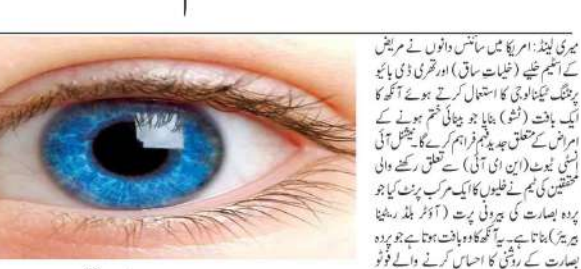 میری لینڈ: امریکا میں سائنس دانوں نے مریض
کے اسٹیم خلیے (خلیات ساق) اور تھری ڈی بائیو
پرنٹنگ ٹیکنالوجی کا استعمال کرتے ہوئے آنکھ کا
ایک بافت (ٹشو) بنایا جو بینائی ختم ہونے کے
امراض کے متعلق جدید فہم فراہم کرے گا۔ نیشنل آئی
انسٹی ٹیوٹ (این ای آئی) سے تعلق رکھنے والی
محققین کی ٹیم نے خلیوں کا ایک مرکب پرنٹ کیا جو
پردہ بصارت کی بیرونی پرت (آؤٹر بلڈ ریٹینا
بیریئر) بناتا ہے۔ یہ آنکھ کا وہ بافت ہوتا ہے جو پردہ
بصارت کے روشنی کا احساس کرنے والے فوٹو